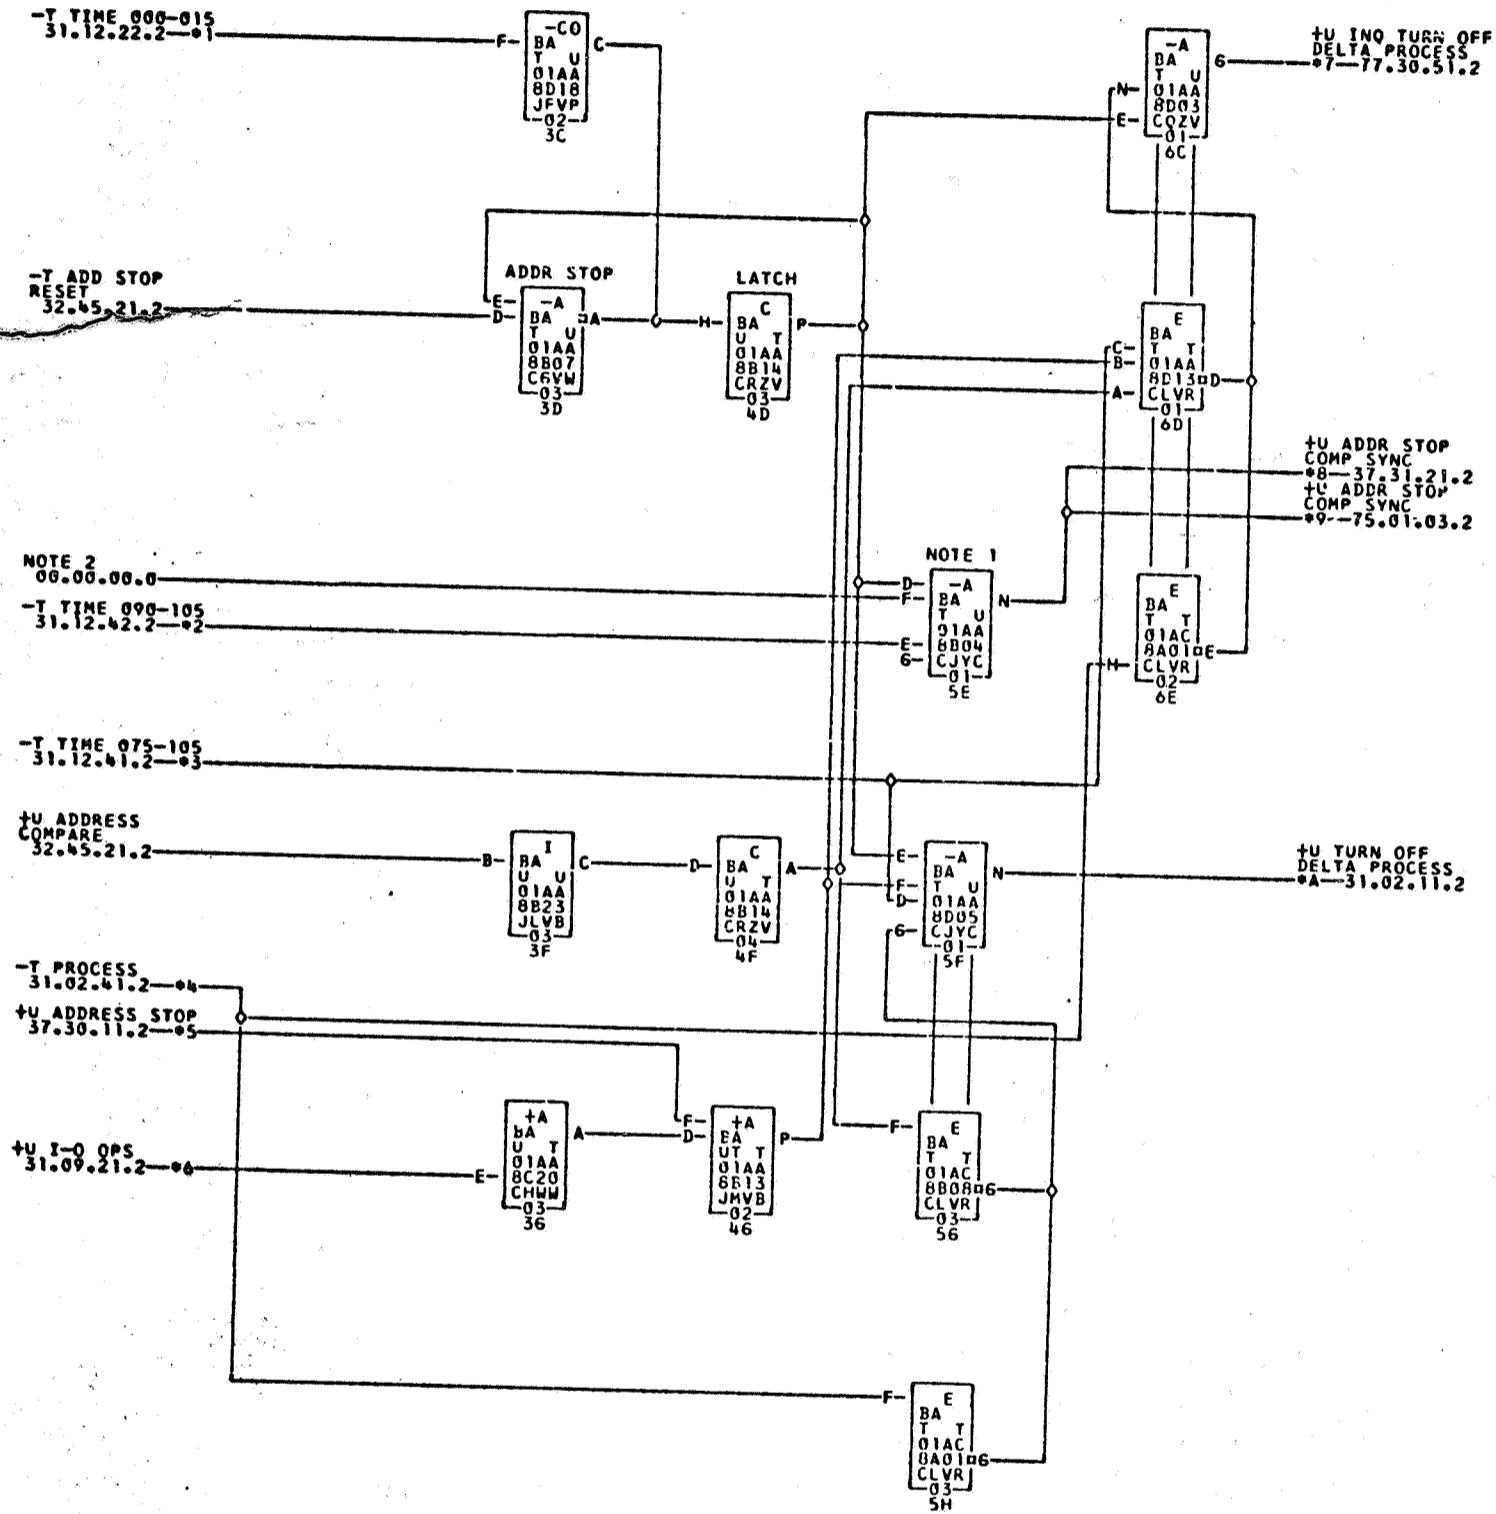 -T TIME 000-015
31.12.22.2—*1
F-
-CO
BA
T U
01AA
8D18
JFVP
-02-
3C
C
-A
BA
T U
01AA
8D03
CQZV
01
6C
N-
E-
G
+U INQ TURN OFF
DELTA PROCESS
*7—77.30.51.2
-T ADD STOP
RESET
32.45.21.2
ADDR STOP
E-
D-
-A
BA
T U
01AA
8B07
C6VW
03
3D
A
H-
LATCH
C
BA
U T
01AA
8B14
CRZV
03
4D
P
C-
B-
A-
E
BA
T T
01AA
8D13
CLVR
01
6D
D
+U ADDR STOP
COMP SYNC
*8—37.31.21.2
+U ADDR STOP
COMP SYNC
*9--75.01.03.2
NOTE 2
00.00.00.0
-T TIME 090-105
31.12.42.2—*2
NOTE 1
D-
F-
E-
G-
-A
BA
T U
01AA
8B04
CJYC
01
5E
N
H-
E
BA
T T
01AC
8A01
CLVR
02
6E
E
-T TIME 075-105
31.12.41.2—*3
+U ADDRESS
COMPARE
32.45.21.2
B-
I
BA
U U
01AA
8B23
JLVB
03
3F
C
D-
C
BA
U T
01AA
8B14
CRZV
04
4F
A
E-
F-
D-
G-
-A
BA
T U
01AA
8D05
CJYC
01
5F
N
+U TURN OFF
DELTA PROCESS
*A—31.02.11.2
-T PROCESS
31.02.41.2—*4
+U ADDRESS STOP
37.30.11.2—*5
+U I-O OPS
31.09.21.2—*6
E-
+A
BA
U T
01AA
8C20
CHWW
03
3G
A
F-
D-
+A
BA
UT T
01AA
8B13
JMVB
02
4G
P
F-
E
BA
T T
01AC
8B08
CLVR
03
5G
G
F-
E
BA
T T
01AC
8A01
CLVR
03
5H
G